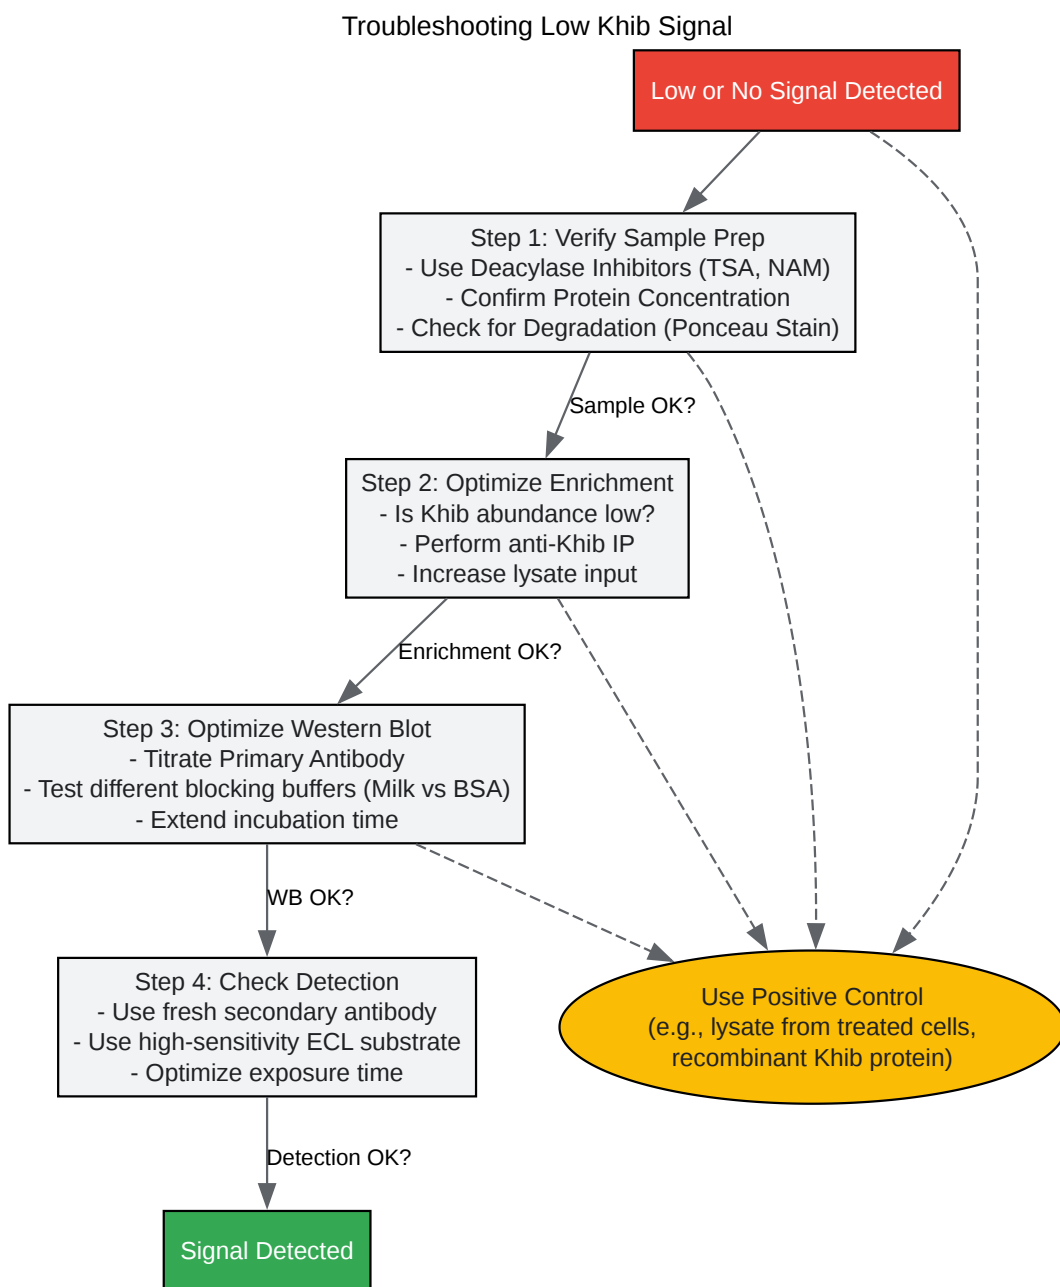 Troubleshooting Low Khib Signal
Low or No Signal Detected
Step 1: Verify Sample Prep
- Use Deacylase Inhibitors (TSA, NAM)
- Confirm Protein Concentration
- Check for Degradation (Ponceau Stain)
Sample OK?
Step 2: Optimize Enrichment
- Is Khib abundance low?
- Perform anti-Khib IP
- Increase lysate input
Enrichment OK?
Step 3: Optimize Western Blot
- Titrate Primary Antibody
- Test different blocking buffers (Milk vs BSA)
- Extend incubation time
WB OK?
Step 4: Check Detection
- Use fresh secondary antibody
- Use high-sensitivity ECL substrate
- Optimize exposure time
Use Positive Control
(e.g., lysate from treated cells,
recombinant Khib protein)
Detection OK?
Signal Detected